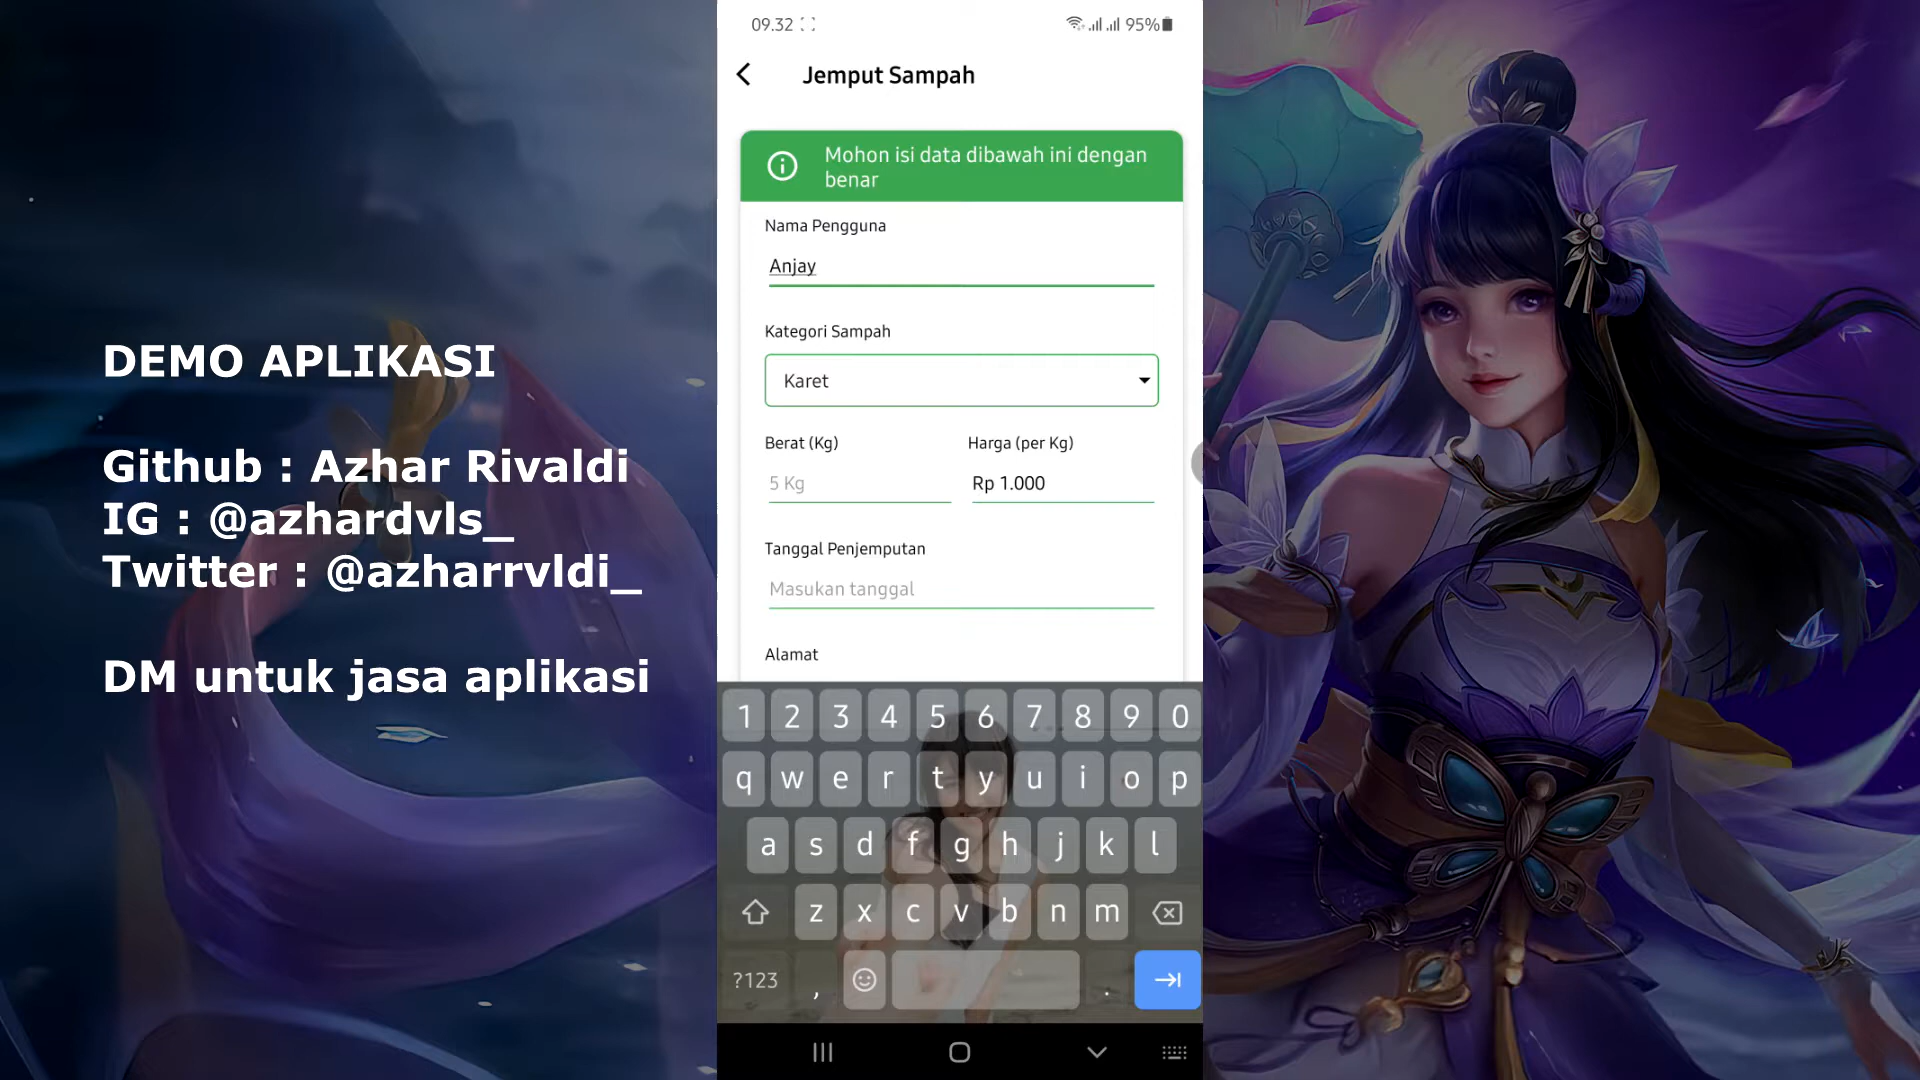 DEMO APLIKASI
Github : Azhar Rivaldi
IG : @azhardvls_
Twitter : @azharrvldi_
DM untuk jasa aplikasi
09.32 95%
Jemput Sampah
Mohon isi data dibawah ini dengan
benar
Nama Pengguna
Anjay
Kategori Sampah
Karet
Berat (Kg) Harga (per Kg)
5 Kg Rp 1.000
Tanggal Penjemputan
Masukan tanggal
Alamat
1 2 3 4 5 6 7 8 9 0
q w e r t y u i o p
a s d f g h j k l
z x c v b n m
?123 , .